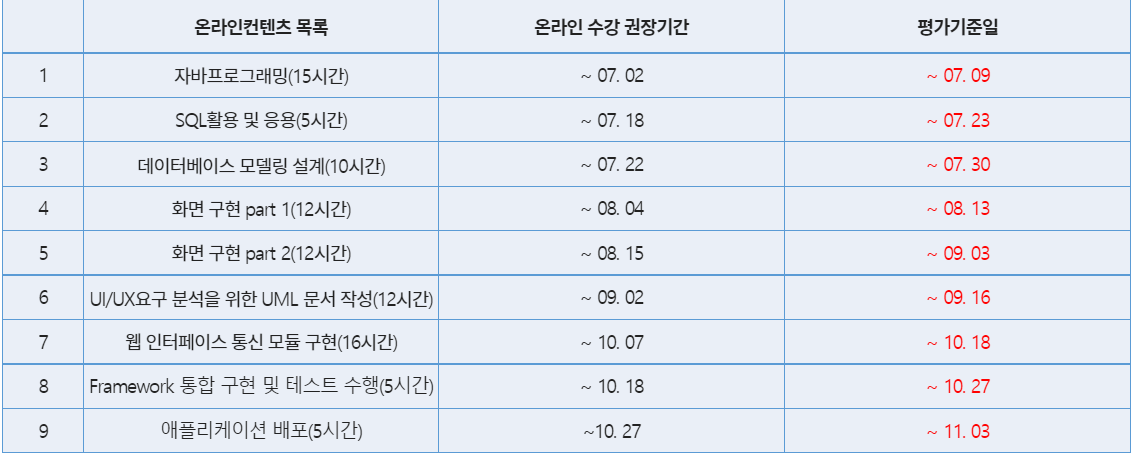 온라인컨텐츠 목록 온라인 수강 권장기간 평가기준일
1 자바프로그래밍(15시간) ~ 07. 02 ~ 07. 09
2 SQL활용 및 응용(5시간) ~ 07. 18 ~ 07. 23
3 데이터베이스 모델링 설계(10시간) ~ 07. 22 ~ 07. 30
4 화면 구현 part 1(12시간) ~ 08. 04 ~ 08. 13
5 화면 구현 part 2(12시간) ~ 08. 15 ~ 09. 03
6 UI/UX요구 분석을 위한 UML 문서 작성(12시간) ~ 09. 02 ~ 09. 16
7 웹 인터페이스 통신 모듈 구현(16시간) ~ 10. 07 ~ 10. 18
8 Framework 통합 구현 및 테스트 수행(5시간) ~ 10. 18 ~ 10. 27
9 애플리케이션 배포(5시간) ~10. 27 ~ 11. 03